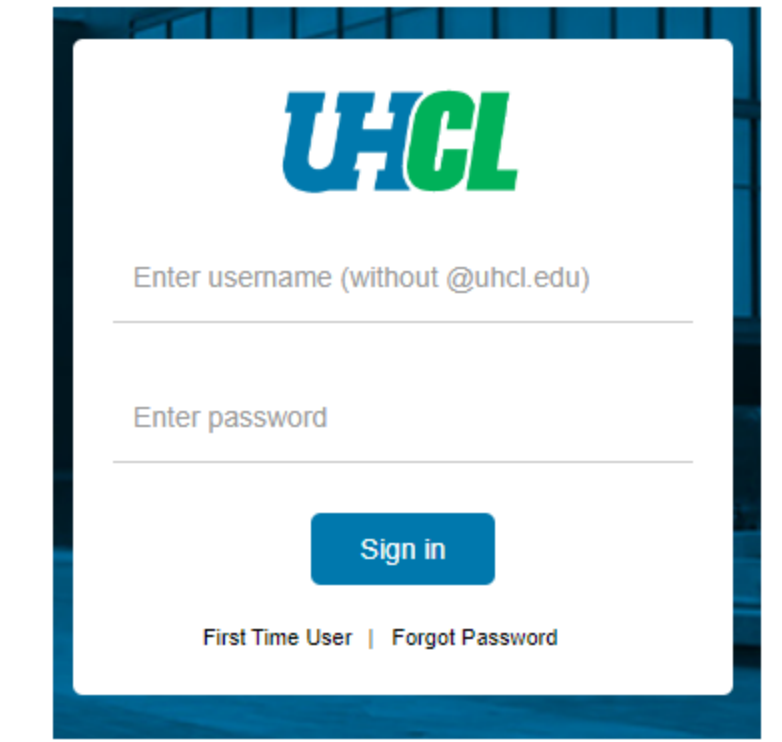 UHCL
Enter username (without @uhcl.edu)
Enter password
Sign in
First Time User | Forgot Password